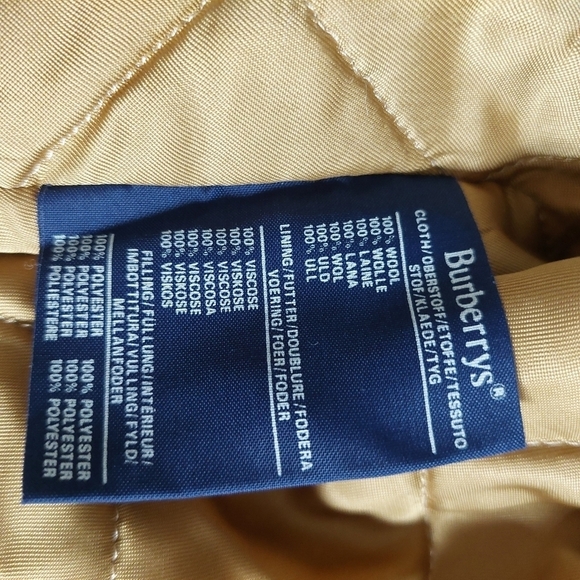 Burberrys®
CLOTH/OBERSTOFF/ETOFFE/TESSUTO
STOF/KLAEDE/TYG
100% WOOL
100% WOLLE
100% LAINE
100% LANA
100% WOL
100% ULD
100% ULL
LINING/FUTTER/DOUBLURE/FODERA
VOERING/FOER/FODER
100% VISCOSE
100% VISKOSE
100% VISCOSE
100% VISCOSA
100% VISCOSE
100% VISKOSE
100% VISKOS
FILLING/FÜLLUNG/INTÉRIEUR/
IMBOTTITURA/VULLING/FYLD/
MELLANFODER
100% POLYESTER 100% POLYESTER
100% POLYESTER 100% POLYESTER
100% POLYESTER 100% POLYESTER
100% POLYESTERE